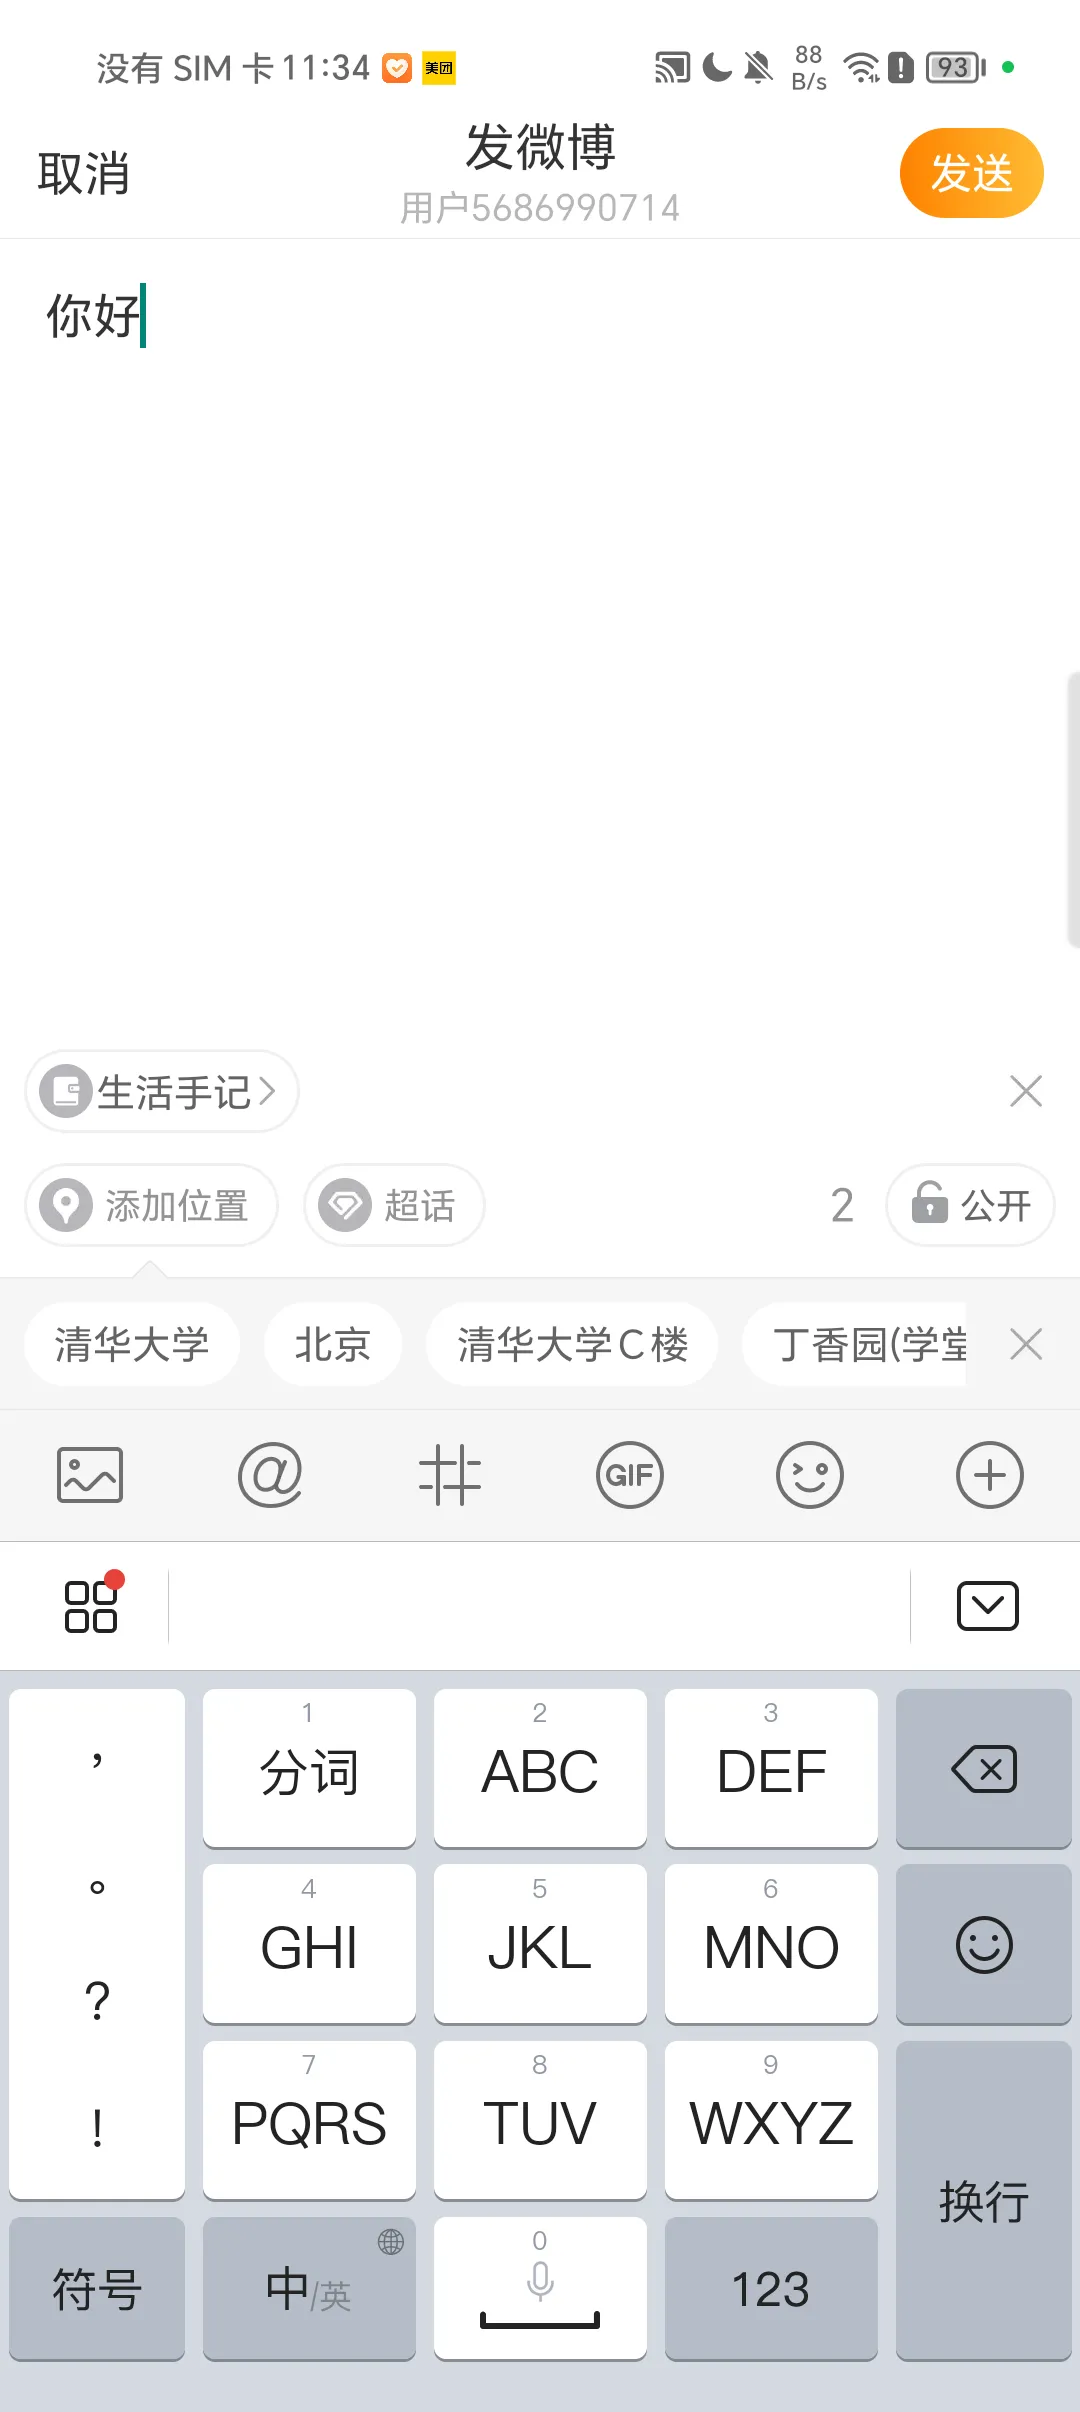 没有 SIM 卡 11:34 美团 88 B/s 93
取消 发微博 发送
用户5686990714
你好
生活手记
添加位置 超话 2 公开
清华大学 北京 清华大学C楼 丁香园(学堂
@ GIF
， 1 分词 2 ABC 3 DEF
。 4 GHI 5 JKL 6 MNO
? 7 PQRS 8 TUV 9 WXYZ
! 换行
符号 中/英 0 123